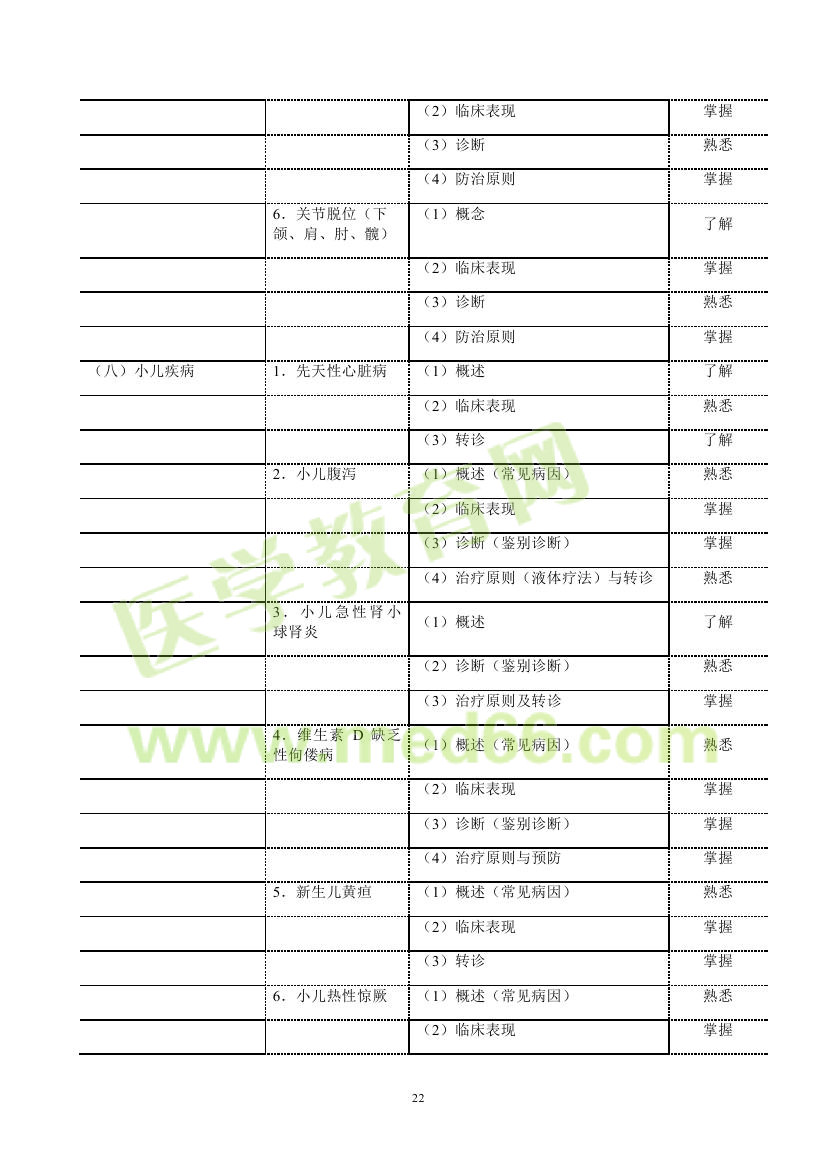 （2）临床表现 掌握
（3）诊断 熟悉
（4）防治原则 掌握
6．关节脱位（下
颌、肩、肘、髋）
（1）概念 了解
（2）临床表现 掌握
（3）诊断 熟悉
（4）防治原则 掌握
（八）小儿疾病 1．先天性心脏病 （1）概述 了解
（2）临床表现 熟悉
（3）转诊 了解
2．小儿腹泻 （1）概述（常见病因） 熟悉
（2）临床表现 掌握
（3）诊断（鉴别诊断） 掌握
（4）治疗原则（液体疗法）与转诊 熟悉
3．小儿急性肾小
球肾炎
（1）概述 了解
（2）诊断（鉴别诊断） 熟悉
（3）治疗原则及转诊 掌握
4．维生素 D 缺乏
性佝偻病
（1）概述（常见病因） 熟悉
（2）临床表现 掌握
（3）诊断（鉴别诊断） 掌握
（4）治疗原则与预防 掌握
5．新生儿黄疸 （1）概述（常见病因） 熟悉
（2）临床表现 掌握
（3）转诊 掌握
6．小儿热性惊厥 （1）概述（常见病因） 熟悉
（2）临床表现 掌握
医学教育网
www.med66.com
22